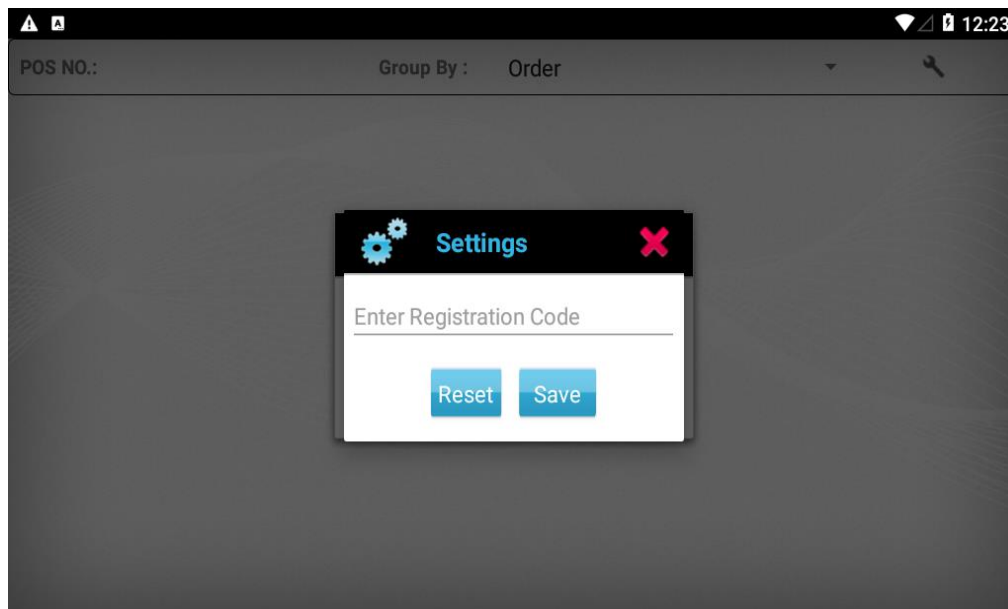 12:23
POS NO.: Group By : Order
Settings
Enter Registration Code
Reset Save